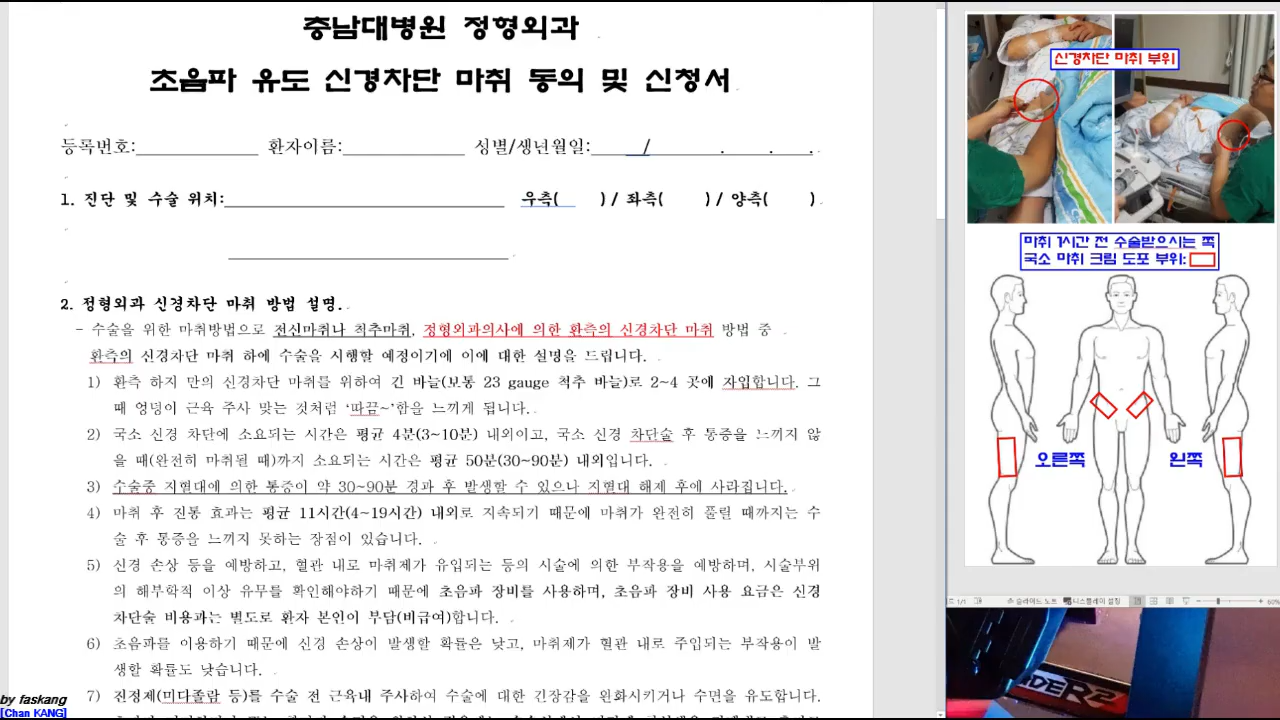 충남대병원 정형외과
초음파 유도 신경차단 마취 동의 및 신청서
등록번호:____________ 환자이름:____________ 성별/생년월일:____/______.____.____.
1. 진단 및 수술 위치:____________________________ 우측( )/ 좌측( )/ 양측( )
2. 정형외과 신경차단 마취 방법 설명.
- 수술을 위한 마취방법으로 전신마취나 척추마취, 정형외과의사에 의한 환측의 신경차단 마취 방법 중
환측의 신경차단 마취 하에 수술을 시행할 예정이기에 이에 대한 설명을 드립니다.
1) 환측 하지 만의 신경차단 마취를 위하여 긴 바늘(보통 23 gauge 척추 바늘)로 2~4 곳에 자입합니다. 그
때 엉덩이 근육 주사 맞는 것처럼 '따끔~'함을 느끼게 됩니다.
2) 국소 신경 차단에 소요되는 시간은 평균 4분(3~10분) 내외이고, 국소 신경 차단술 후 통증을 느끼지 않
을 때(완전히 마취될 때)까지 소요되는 시간은 평균 50분(30~90분) 내외입니다.
3) 수술중 지혈대에 의한 통증이 약 30~90분 경과 후 발생할 수 있으나 지혈대 해제 후에 사라집니다.
4) 마취 후 진통 효과는 평균 11시간(4~19시간) 내외로 지속되기 때문에 마취가 완전히 풀릴 때까지는 수
술 후 통증을 느끼지 못하는 장점이 있습니다.
5) 신경 손상 등을 예방하고, 혈관 내로 마취제가 유입되는 등의 시술에 의한 부작용을 예방하며, 시술부위
의 해부학적 이상 유무를 확인해야하기 때문에 초음파 장비를 사용하며, 초음파 장비 사용 요금은 신경
차단술 비용과는 별도로 환자 본인이 부담(비급여)합니다.
6) 초음파를 이용하기 때문에 신경 손상이 발생할 확률은 낮고, 마취제가 혈관 내로 주입되는 부작용이 발
생할 확률도 낮습니다.
7) 진정제(미다졸람 등)를 수술 전 근육내 주사하여 수술에 대한 긴장감을 완화시키거나 수면을 유도합니다.
by faskang
[Chan KANG]
신경차단 마취 부위
마취 1시간 전 수술받으시는 쪽
국소 마취 크림 도포 부위:
오른쪽
왼쪽
1/1 슬라이드 노트 디스플레이 설정 60%